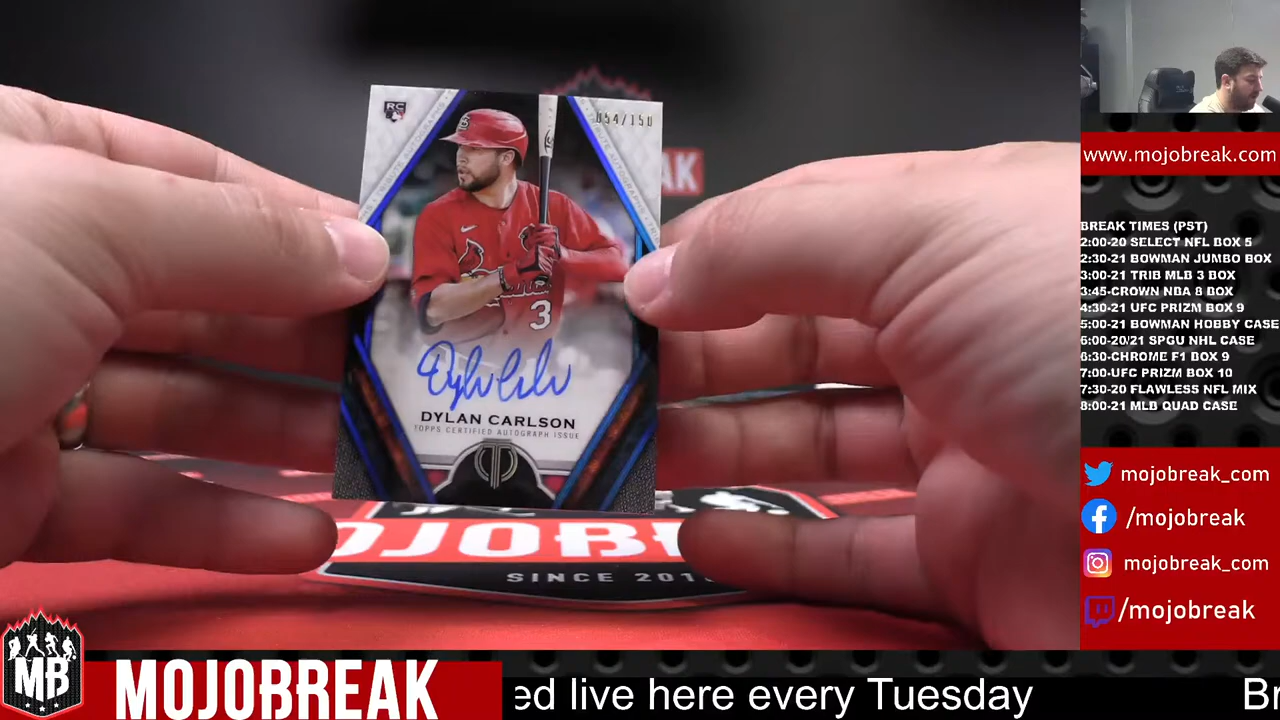 RC
054/150
TRIBUTE AUTOGRAPHS
3
DYLAN CARLSON
TOPPS CERTIFIED AUTOGRAPH ISSUE
AK
OJOB
SINCE 201
www.mojobreak.com
BREAK TIMES (PST)
2:00-20 SELECT NFL BOX 5
2:30-21 BOWMAN JUMBO BOX
3:00-21 TRIB MLB 3 BOX
3:45-CROWN NBA 8 BOX
4:30-21 UFC PRIZM BOX 9
5:00-21 BOWMAN HOBBY CASE
6:00-20/21 SPGU NHL CASE
6:30-CHROME F1 BOX 9
7:00-UFC PRIZM BOX 10
7:30-20 FLAWLESS NFL MIX
8:00-21 MLB QUAD CASE
mojobreak_com
/mojobreak
mojobreak_com
/mojobreak
MB
MOJOBREAK
ed live here every Tuesday
Br